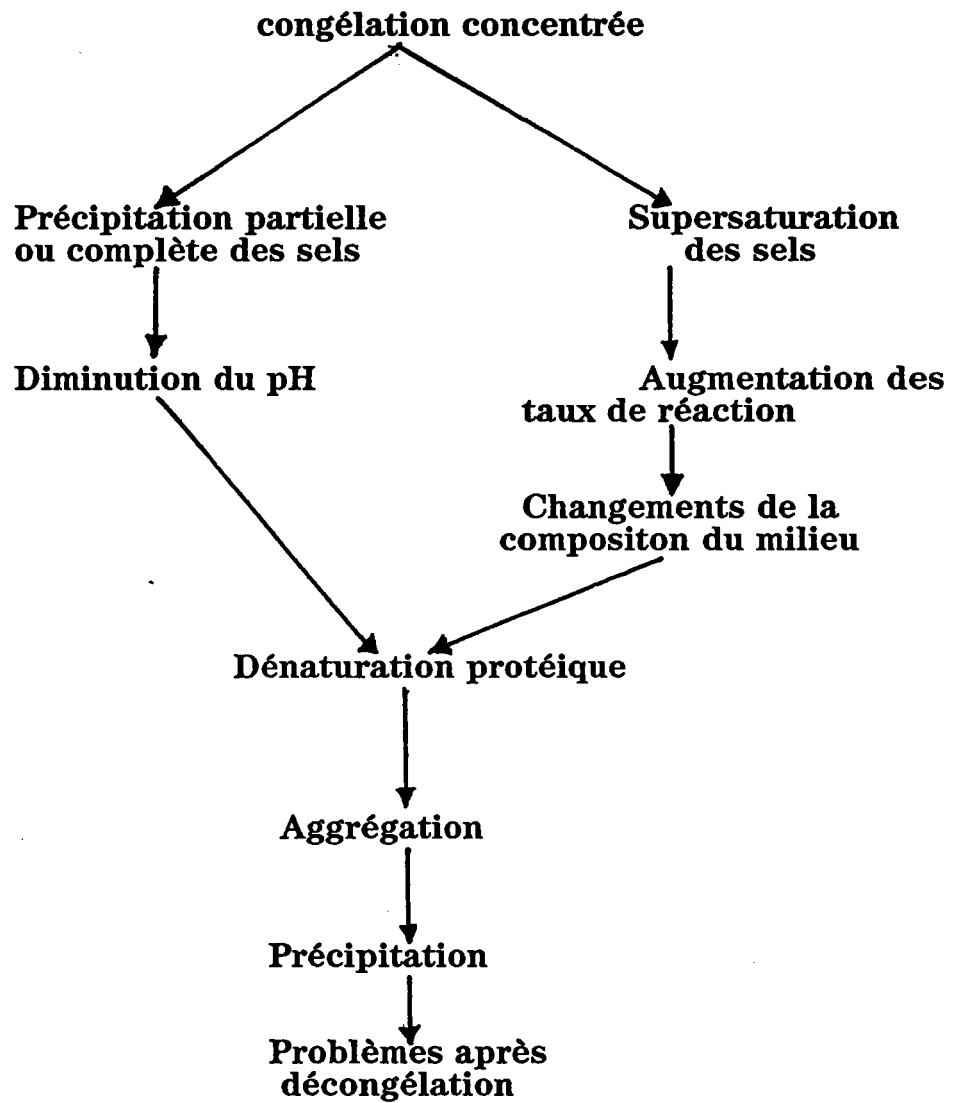 congélation concentrée
Précipitation partielle
ou complète des sels
Supersaturation
des sels
Diminution du pH
Augmentation des
taux de réaction
Changements de la
compositon du milieu
Dénaturation protéique
Aggrégation
Précipitation
Problèmes après
décongélation